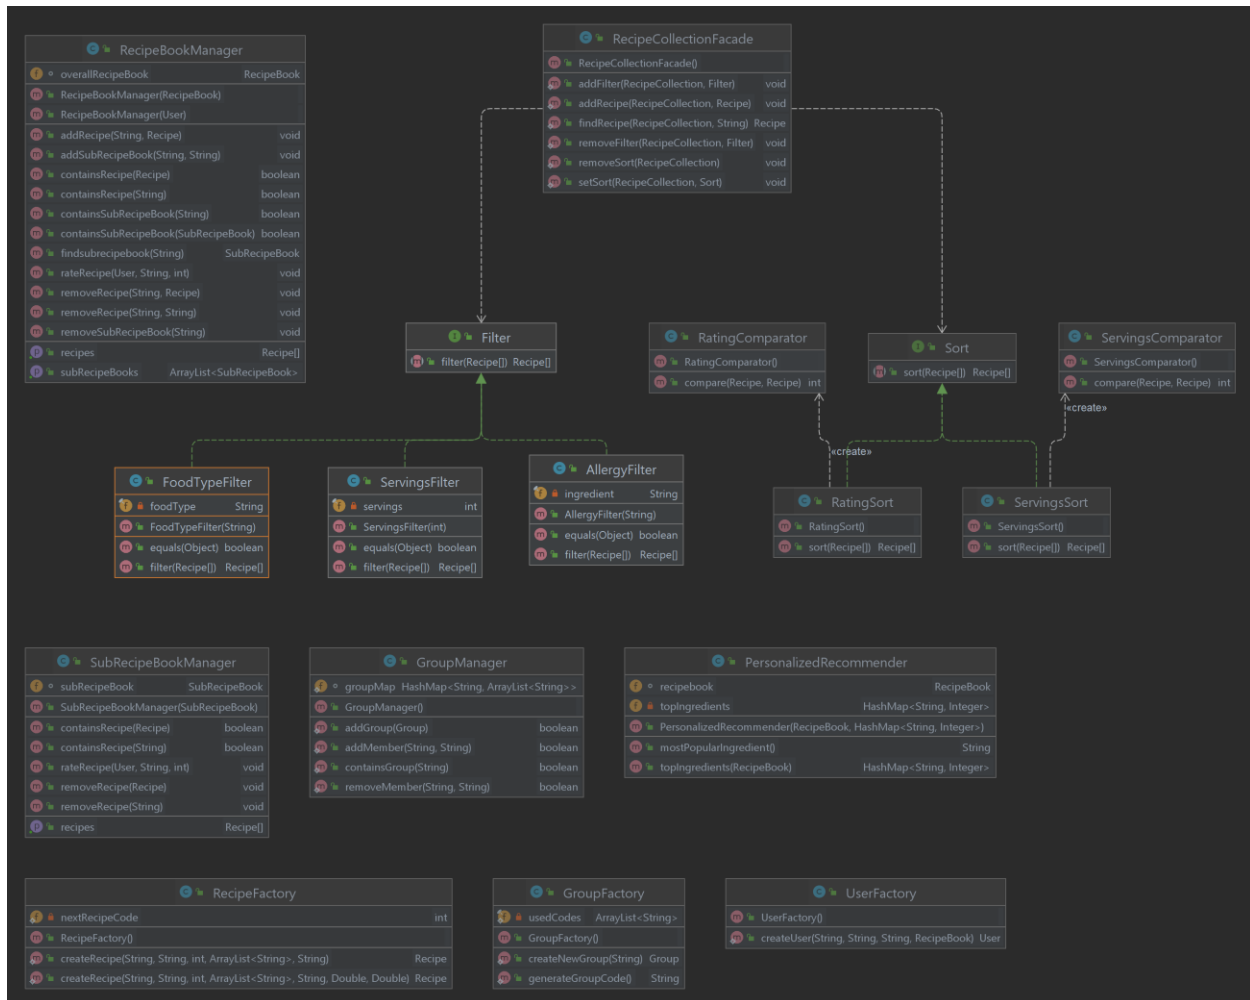 RecipeBookManager
overallRecipeBook RecipeBook
RecipeBookManager(RecipeBook)
RecipeBookManager(User)
addRecipe(String, Recipe) void
addSubRecipeBook(String, String) void
containsRecipe(Recipe) boolean
containsRecipe(String) boolean
containsSubRecipeBook(String) boolean
containsSubRecipeBook(SubRecipeBook) boolean
findsubrecipebook(String) SubRecipeBook
rateRecipe(User, String, int) void
removeRecipe(String, Recipe) void
removeRecipe(String, String) void
removeSubRecipeBook(String) void
recipes Recipe[]
subRecipeBooks ArrayList<SubRecipeBook>
RecipeCollectionFacade
RecipeCollectionFacade()
addFilter(RecipeCollection, Filter) void
addRecipe(RecipeCollection, Recipe) void
findRecipe(RecipeCollection, String) Recipe
removeFilter(RecipeCollection, Filter) void
removeSort(RecipeCollection) void
setSort(RecipeCollection, Sort) void
Filter
filter(Recipe[]) Recipe[]
RatingComparator
RatingComparator()
compare(Recipe, Recipe) int
Sort
sort(Recipe[]) Recipe[]
ServingsComparator
ServingsComparator()
compare(Recipe, Recipe) int
«create»
«create»
FoodTypeFilter
foodType String
FoodTypeFilter(String)
equals(Object) boolean
filter(Recipe[]) Recipe[]
ServingsFilter
servings int
ServingsFilter(int)
equals(Object) boolean
filter(Recipe[]) Recipe[]
AllergyFilter
ingredient String
AllergyFilter(String)
equals(Object) boolean
filter(Recipe[]) Recipe[]
RatingSort
RatingSort()
sort(Recipe[]) Recipe[]
ServingsSort
ServingsSort()
sort(Recipe[]) Recipe[]
SubRecipeBookManager
subRecipeBook SubRecipeBook
SubRecipeBookManager(SubRecipeBook)
containsRecipe(Recipe) boolean
containsRecipe(String) boolean
rateRecipe(User, String, int) void
removeRecipe(Recipe) void
removeRecipe(String) void
recipes Recipe[]
GroupManager
groupMap HashMap<String, ArrayList<String>>
GroupManager()
addGroup(Group) boolean
addMember(String, String) boolean
containsGroup(String) boolean
removeMember(String, String) boolean
PersonalizedRecommender
recipebook RecipeBook
topIngredients HashMap<String, Integer>
PersonalizedRecommender(RecipeBook, HashMap<String, Integer>)
mostPopularIngredient() String
topIngredients(RecipeBook) HashMap<String, Integer>
RecipeFactory
nextRecipeCode int
RecipeFactory()
createRecipe(String, String, int, ArrayList<String>, String) Recipe
createRecipe(String, String, int, ArrayList<String>, String, Double, Double) Recipe
GroupFactory
usedCodes ArrayList<String>
GroupFactory()
createNewGroup(String) Group
generateGroupCode() String
UserFactory
UserFactory()
createUser(String, String, String, RecipeBook) User